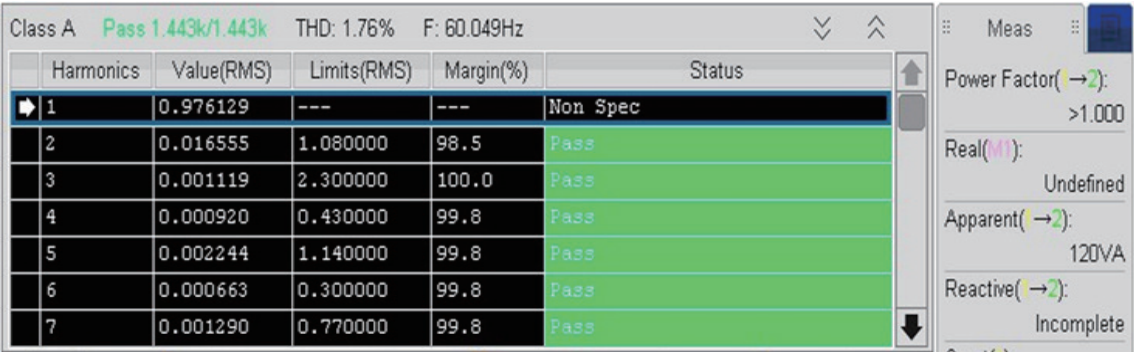 Class A Pass 1.443k/1.443k THD: 1.76% F: 60.049Hz
Harmonics Value(RMS) Limits(RMS) Margin(%) Status
1 0.976129 --- --- Non Spec
2 0.016555 1.080000 98.5 Pass
3 0.001119 2.300000 100.0 Pass
4 0.000920 0.430000 99.8 Pass
5 0.002244 1.140000 99.8 Pass
6 0.000663 0.300000 99.8 Pass
7 0.001290 0.770000 99.8 Pass
Meas
Power Factor(1→2):
>1.000
Real(M1):
Undefined
Apparent(1→2):
120VA
Reactive(1→2):
Incomplete